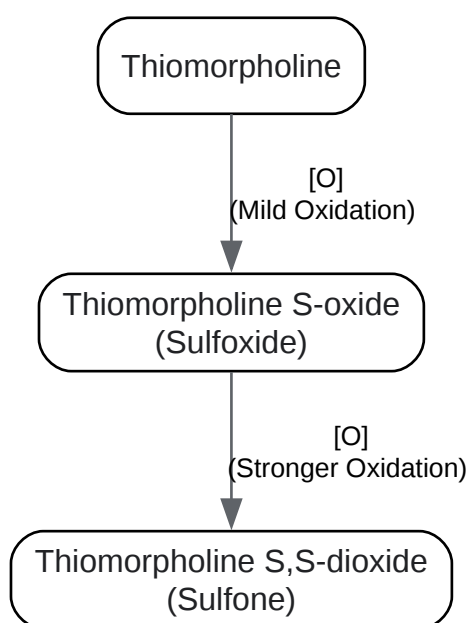 Thiomorpholine
[O]
(Mild Oxidation)
Thiomorpholine S-oxide
(Sulfoxide)
[O]
(Stronger Oxidation)
Thiomorpholine S,S-dioxide
(Sulfone)